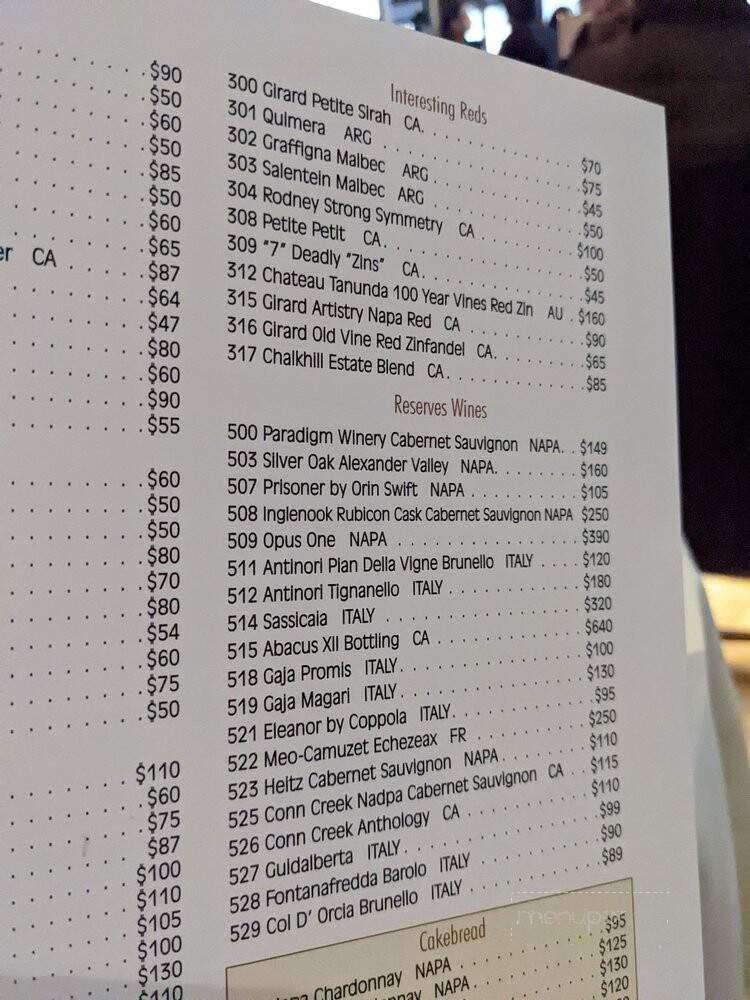 $90
$50
$60
$50
$85
$50
$60
$65
er CA $87
$64
$47
$80
$60
$90
$55
$60
$50
$50
$80
$70
$80
$54
$60
$75
$50
$110
$60
$75
$87
$100
$110
$105
$100
$130
$110
Interesting Reds
300 Girard Petite Sirah CA. $70
301 Quimera ARG $75
302 Graffigna Malbec ARG $45
303 Salentein Malbec ARG $50
304 Rodney Strong Symmetry CA $100
308 Petite Petit CA. $50
309 "7" Deadly "Zins" CA. $45
312 Chateau Tanunda 100 Year Vines Red Zin AU . $160
315 Girard Artistry Napa Red CA $90
316 Girard Old Vine Red Zinfandel CA. $65
317 Chalkhill Estate Blend CA. $85
Reserves Wines
500 Paradigm Winery Cabernet Sauvignon NAPA. . $149
503 Silver Oak Alexander Valley NAPA. $160
507 Prisoner by Orin Swift NAPA $105
508 Inglenook Rubicon Cask Cabernet Sauvignon NAPA $250
509 Opus One NAPA $390
511 Antinori Pian Della Vigne Brunello ITALY $120
512 Antinori Tignanello ITALY $180
514 Sassicaia ITALY $320
515 Abacus XII Bottling CA $640
518 Gaja Promis ITALY. $100
519 Gaja Magari ITALY. $130
521 Eleanor by Coppola ITALY. $95
522 Meo-Camuzet Echezeax FR $250
523 Heitz Cabernet Sauvignon NAPA. $110
525 Conn Creek Nadpa Cabernet Sauvignon CA . . $115
526 Conn Creek Anthology CA $110
527 Guidalberta ITALY. $99
528 Fontanafredda Barolo ITALY $90
529 Col D' Orcia Brunello ITALY $89
Cakebread
Chardonnay NAPA $95
NAPA $125
$130
$120